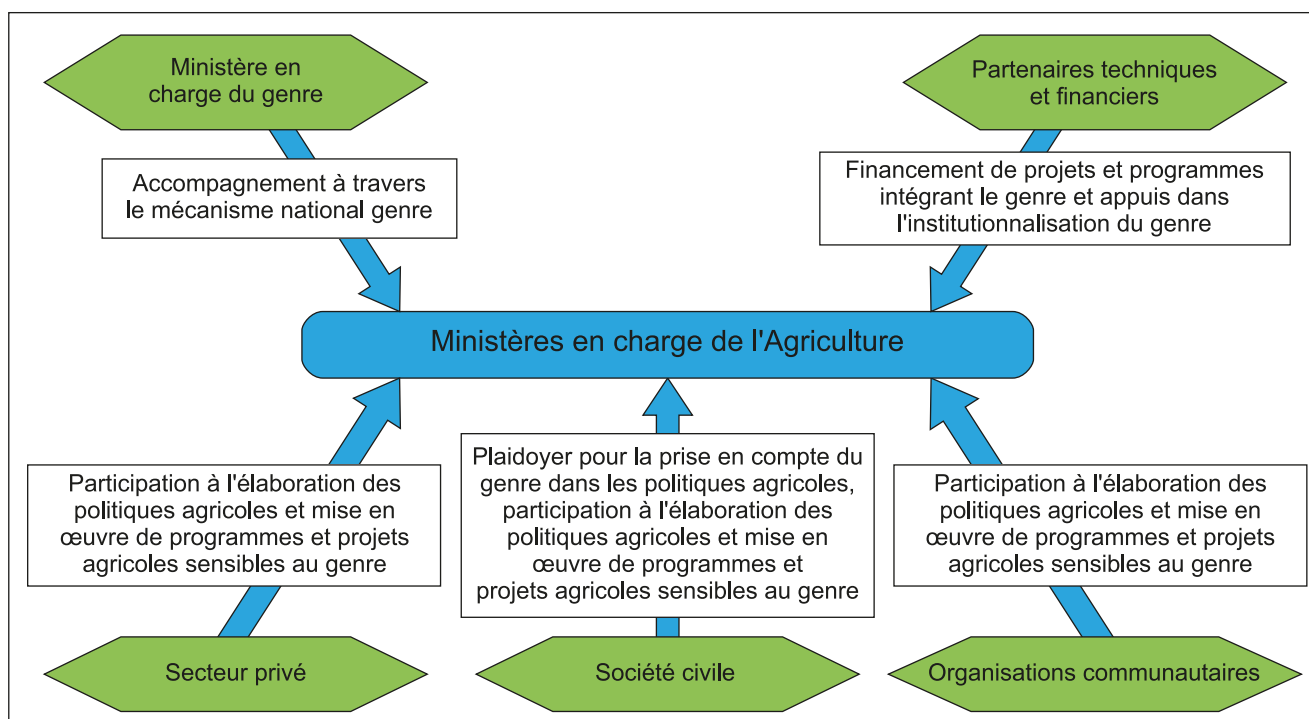 Ministère en
charge du genre
Partenaires techniques
et financiers
Accompagnement à travers
le mécanisme national genre
Financement de projets et programmes
intégrant le genre et appuis dans
l'institutionnalisation du genre
Ministères en charge de l'Agriculture
Participation à l'élaboration des
politiques agricoles et mise en
œuvre de programmes et projets
agricoles sensibles au genre
Plaidoyer pour la prise en compte du
genre dans les politiques agricoles,
participation à l'élaboration des
politiques agricoles et mise en
œuvre de programmes et
projets agricoles sensibles au genre
Participation à l'élaboration des
politiques agricoles et mise en
œuvre de programmes et projets
agricoles sensibles au genre
Secteur privé
Société civile
Organisations communautaires